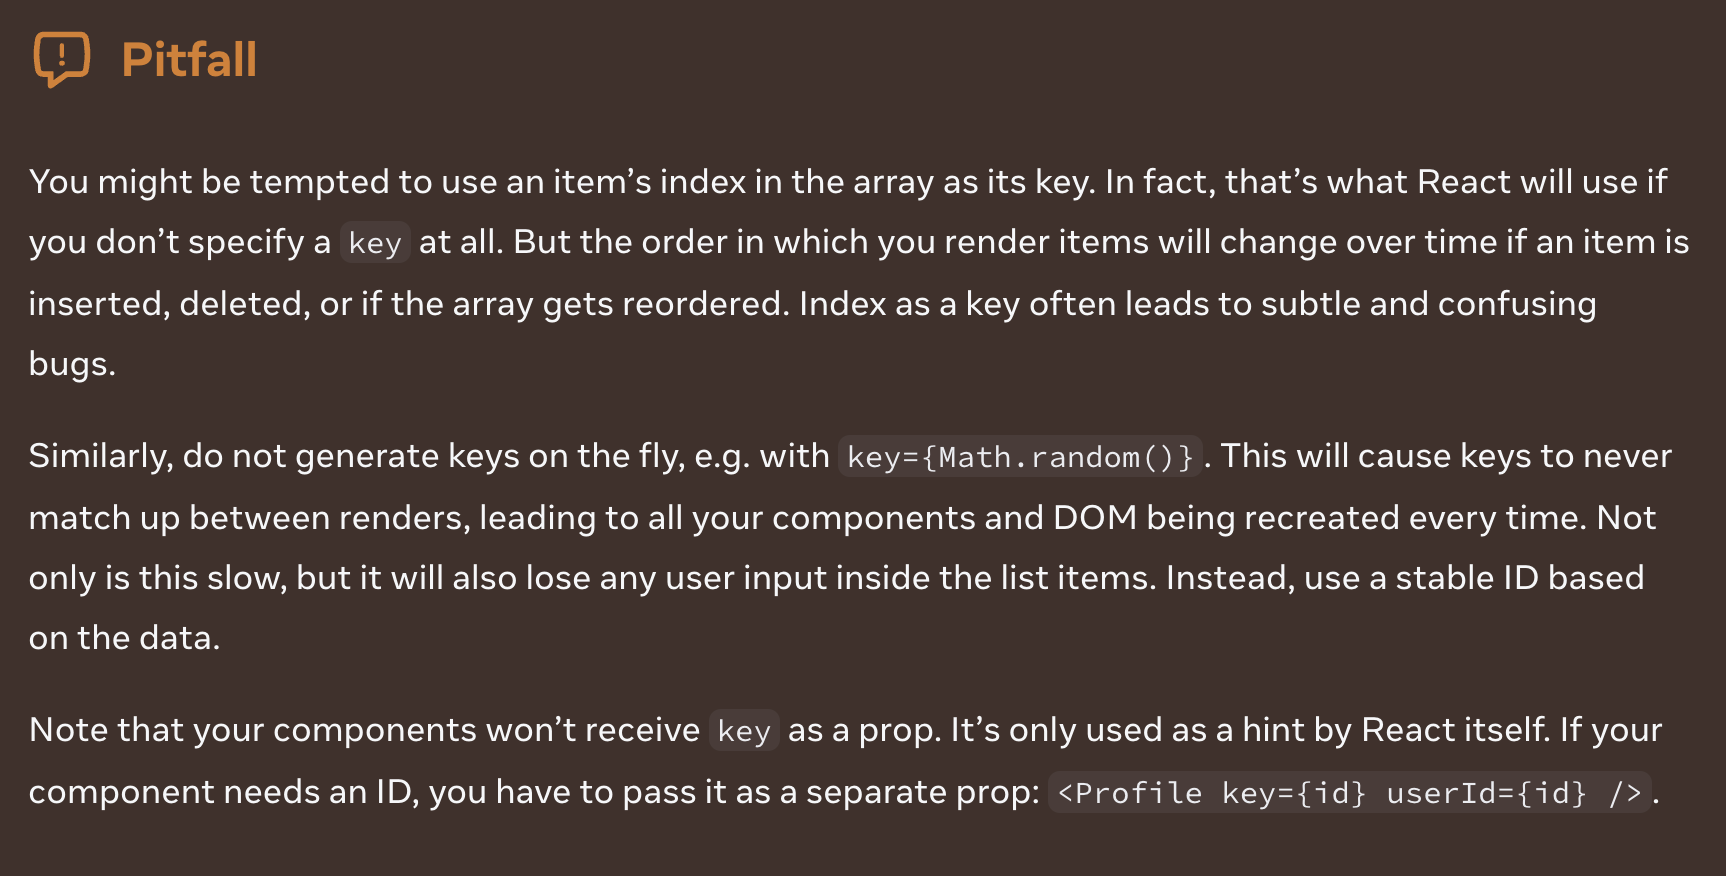 Pitfall
You might be tempted to use an item’s index in the array as its key. In fact, that’s what React will use if
you don’t specify a key at all. But the order in which you render items will change over time if an item is
inserted, deleted, or if the array gets reordered. Index as a key often leads to subtle and confusing
bugs.
Similarly, do not generate keys on the fly, e.g. with key={Math.random()}. This will cause keys to never
match up between renders, leading to all your components and DOM being recreated every time. Not
only is this slow, but it will also lose any user input inside the list items. Instead, use a stable ID based
on the data.
Note that your components won’t receive key as a prop. It’s only used as a hint by React itself. If your
component needs an ID, you have to pass it as a separate prop: <Profile key={id} userId={id} />.